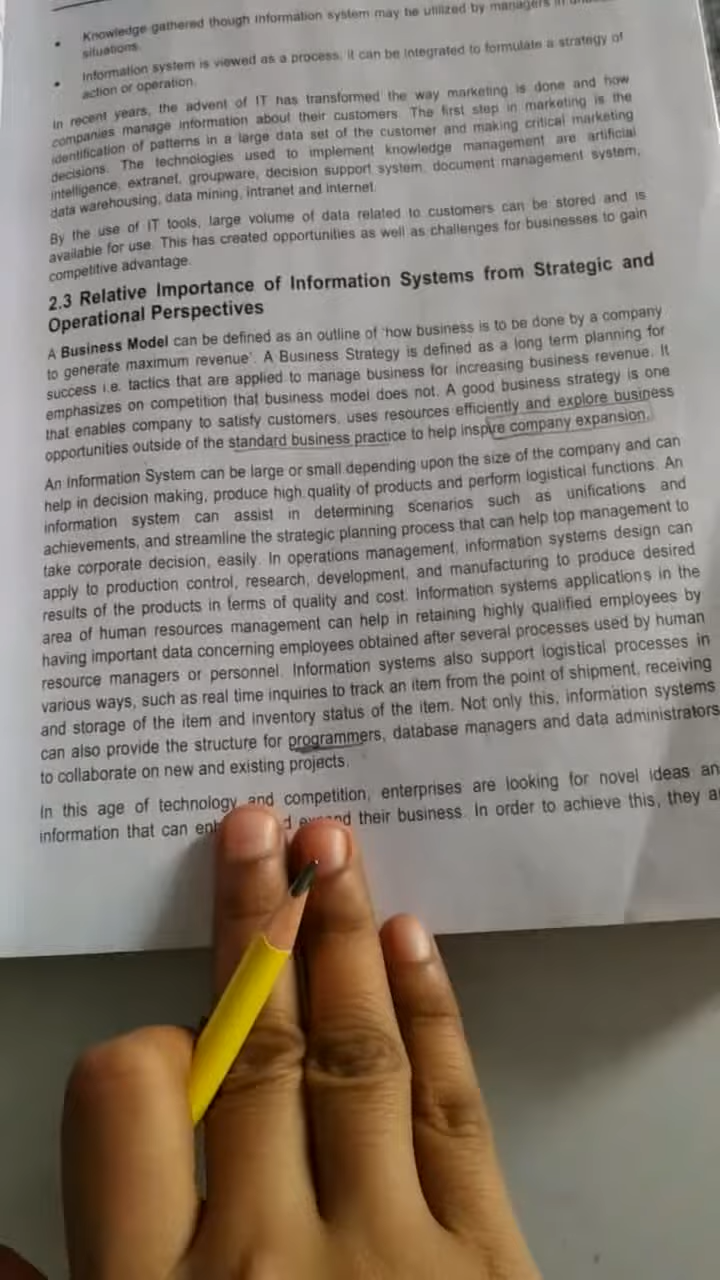 • Knowledge gathered though information system may be utilized by managers in
situations.
• Information system is viewed as a process; it can be integrated to formulate a strategy of
action or operation.
In recent years, the advent of IT has transformed the way marketing is done and how
companies manage information about their customers. The first step in marketing is the
identification of patterns in a large data set of the customer and making critical marketing
decisions. The technologies used to implement knowledge management are artificial
intelligence, extranet, groupware, decision support system, document management system,
data warehousing, data mining, intranet and internet.
By the use of IT tools, large volume of data related to customers can be stored and is
available for use. This has created opportunities as well as challenges for businesses to gain
competitive advantage.
2.3 Relative Importance of Information Systems from Strategic and
Operational Perspectives
A Business Model can be defined as an outline of 'how business is to be done by a company
to generate maximum revenue'. A Business Strategy is defined as a long term planning for
success i.e. tactics that are applied to manage business for increasing business revenue. It
emphasizes on competition that business model does not. A good business strategy is one
that enables company to satisfy customers, uses resources efficiently and explore business
opportunities outside of the standard business practice to help inspire company expansion.
An Information System can be large or small depending upon the size of the company and can
help in decision making, produce high quality of products and perform logistical functions. An
information system can assist in determining scenarios such as unifications and
achievements, and streamline the strategic planning process that can help top management to
take corporate decision, easily. In operations management, information systems design can
apply to production control, research, development, and manufacturing to produce desired
results of the products in terms of quality and cost. Information systems applications in the
area of human resources management can help in retaining highly qualified employees by
having important data concerning employees obtained after several processes used by human
resource managers or personnel. Information systems also support logistical processes in
various ways, such as real time inquiries to track an item from the point of shipment, receiving
and storage of the item and inventory status of the item. Not only this, information systems
can also provide the structure for programmers, database managers and data administrators
to collaborate on new and existing projects.
In this age of technology and competition, enterprises are looking for novel ideas
information that can their business. In order to achieve this, they